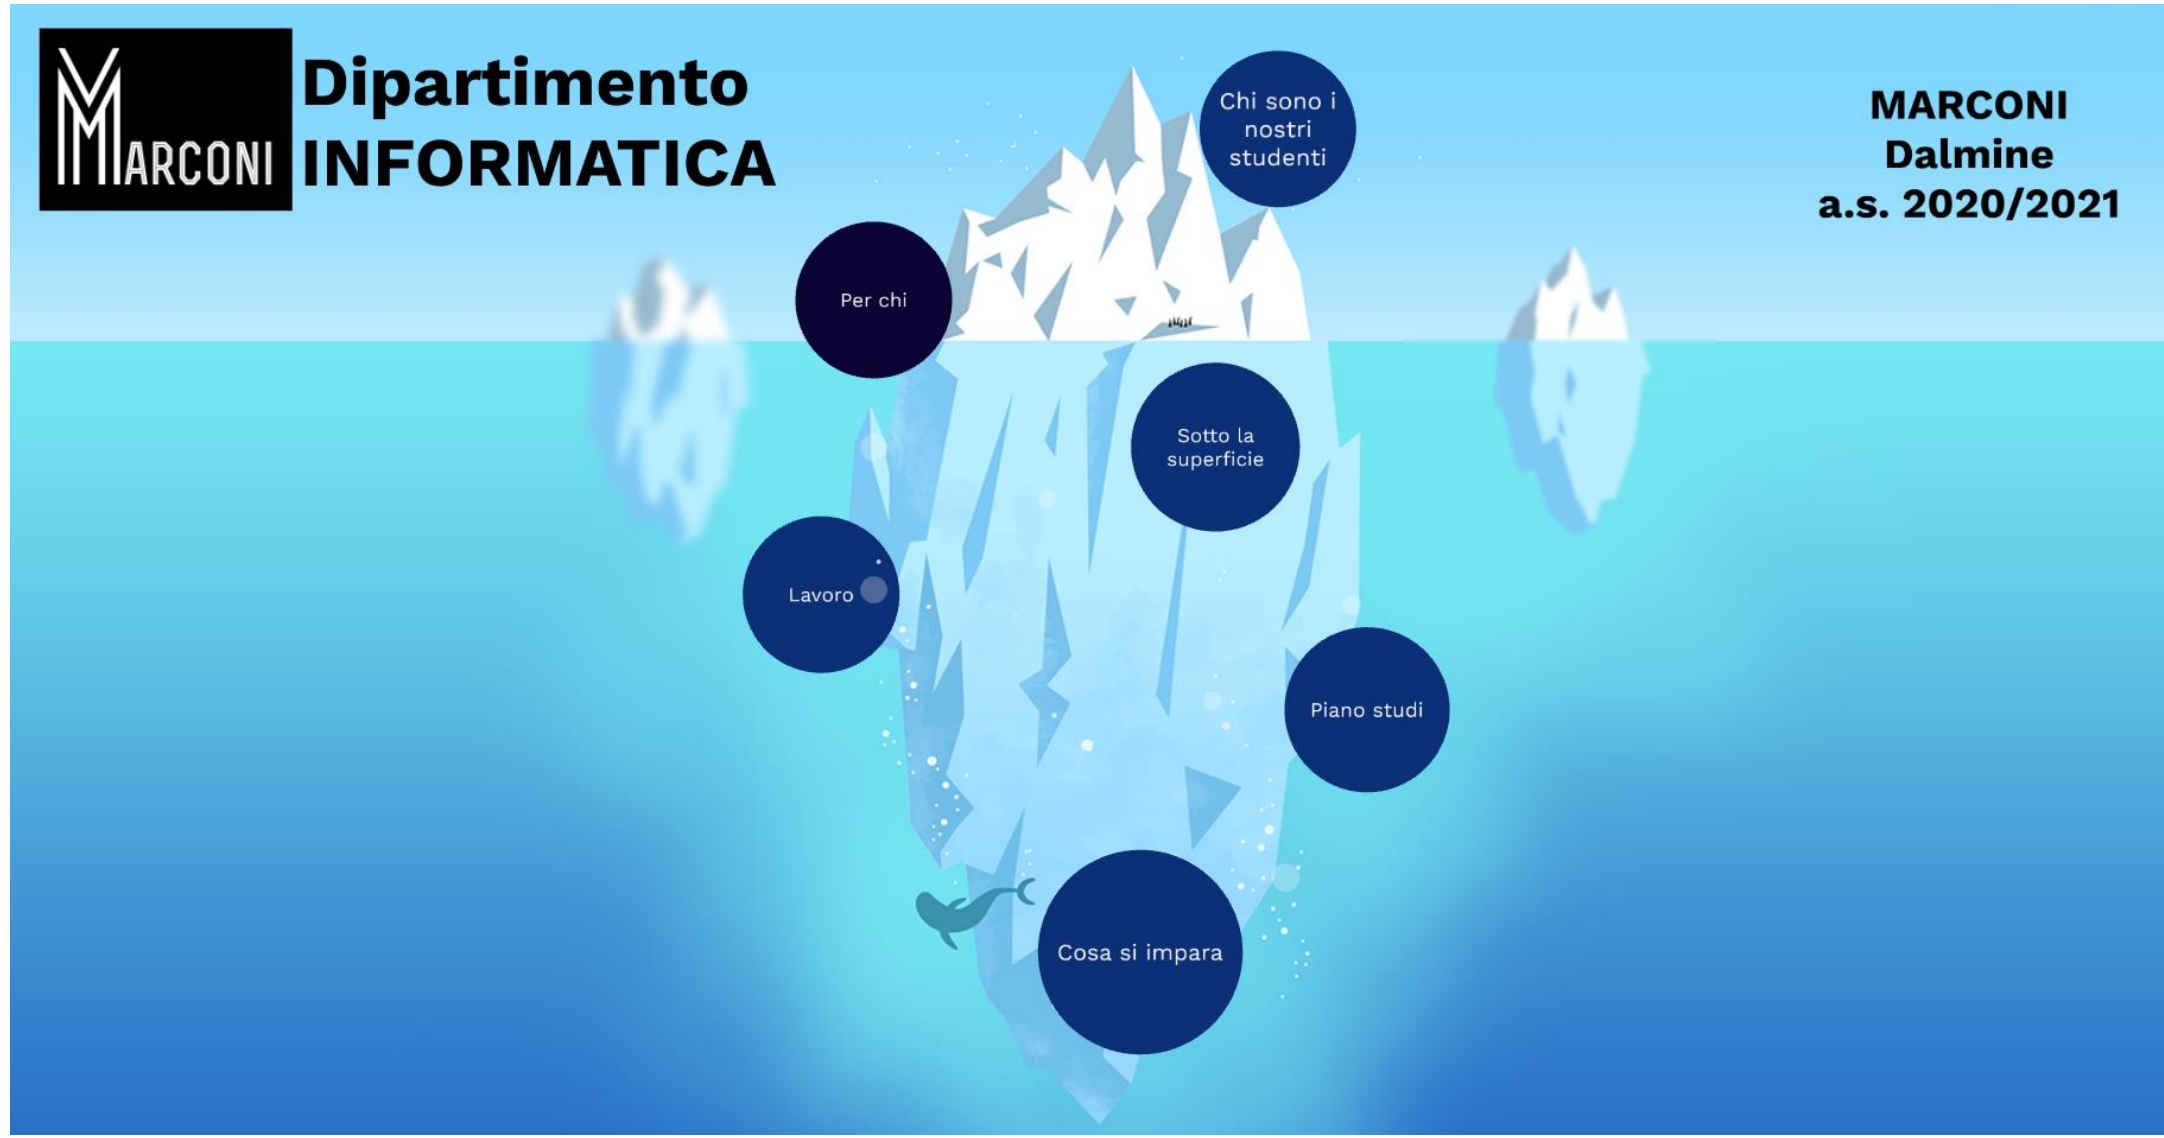 MARCONI
Dipartimento
INFORMATICA
MARCONI
Dalmine
a.s. 2020/2021
Chi sono i
nostri
studenti
Per chi
Sotto la
superficie
Lavoro
Piano studi
Cosa si impara